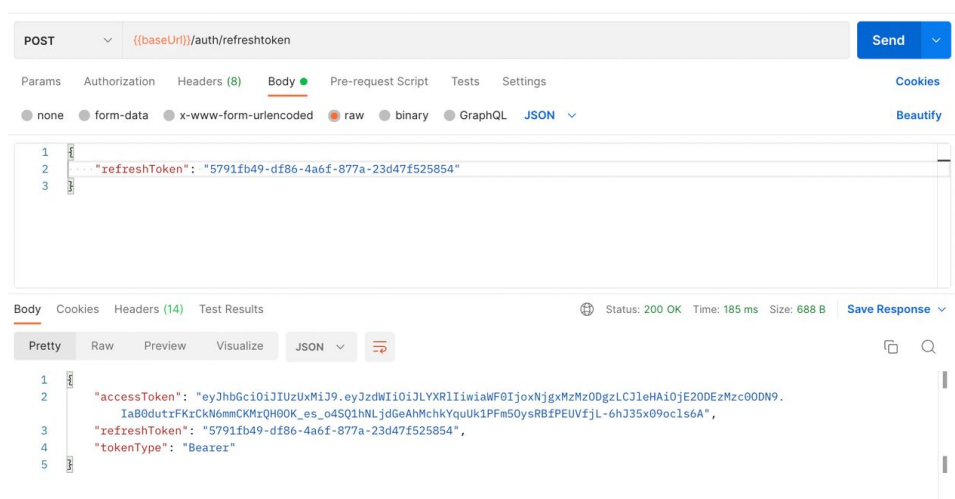 POST {{baseUrl}}/auth/refreshtoken Send
Params Authorization Headers (8) Body Pre-request Script Tests Settings Cookies
none form-data x-www-form-urlencoded raw binary GraphQL JSON Beautify
1 {
2 "refreshToken": "5791fb49-df86-4a6f-877a-23d47f525854"
3 }
Body Cookies Headers (14) Test Results Status: 200 OK Time: 185 ms Size: 688 B Save Response
Pretty Raw Preview Visualize JSON
1 {
2 "accessToken": "eyJhbGciOiJIUzUxMiJ9.eyJzdWIiOiJLYXRlIiwiaWF0IjoxNjgxMzMzODgzLCJleHAiOjE2ODEzMzc0ODN9.
IaB0dutrFKrCkN6mmCKMrQH0OK_es_o4SQ1hNLjdGeAhMchkYquUk1PFm5OysRBfPEUVfjL-6hJ35x09ocls6A",
3 "refreshToken": "5791fb49-df86-4a6f-877a-23d47f525854",
4 "tokenType": "Bearer"
5 }